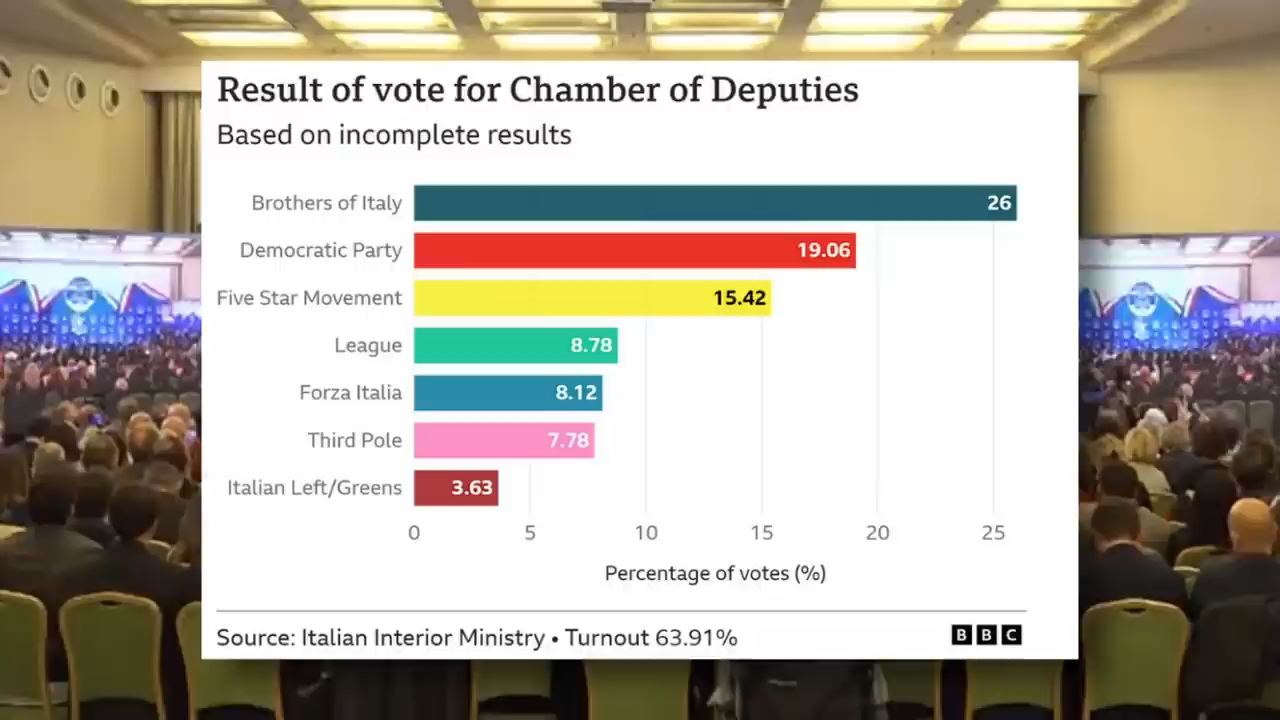 Result of vote for Chamber of Deputies
Based on incomplete results
Brothers of Italy 26
Democratic Party 19.06
Five Star Movement 15.42
League 8.78
Forza Italia 8.12
Third Pole 7.78
Italian Left/Greens 3.63
0 5 10 15 20 25
Percentage of votes (%)
Source: Italian Interior Ministry • Turnout 63.91% BBC